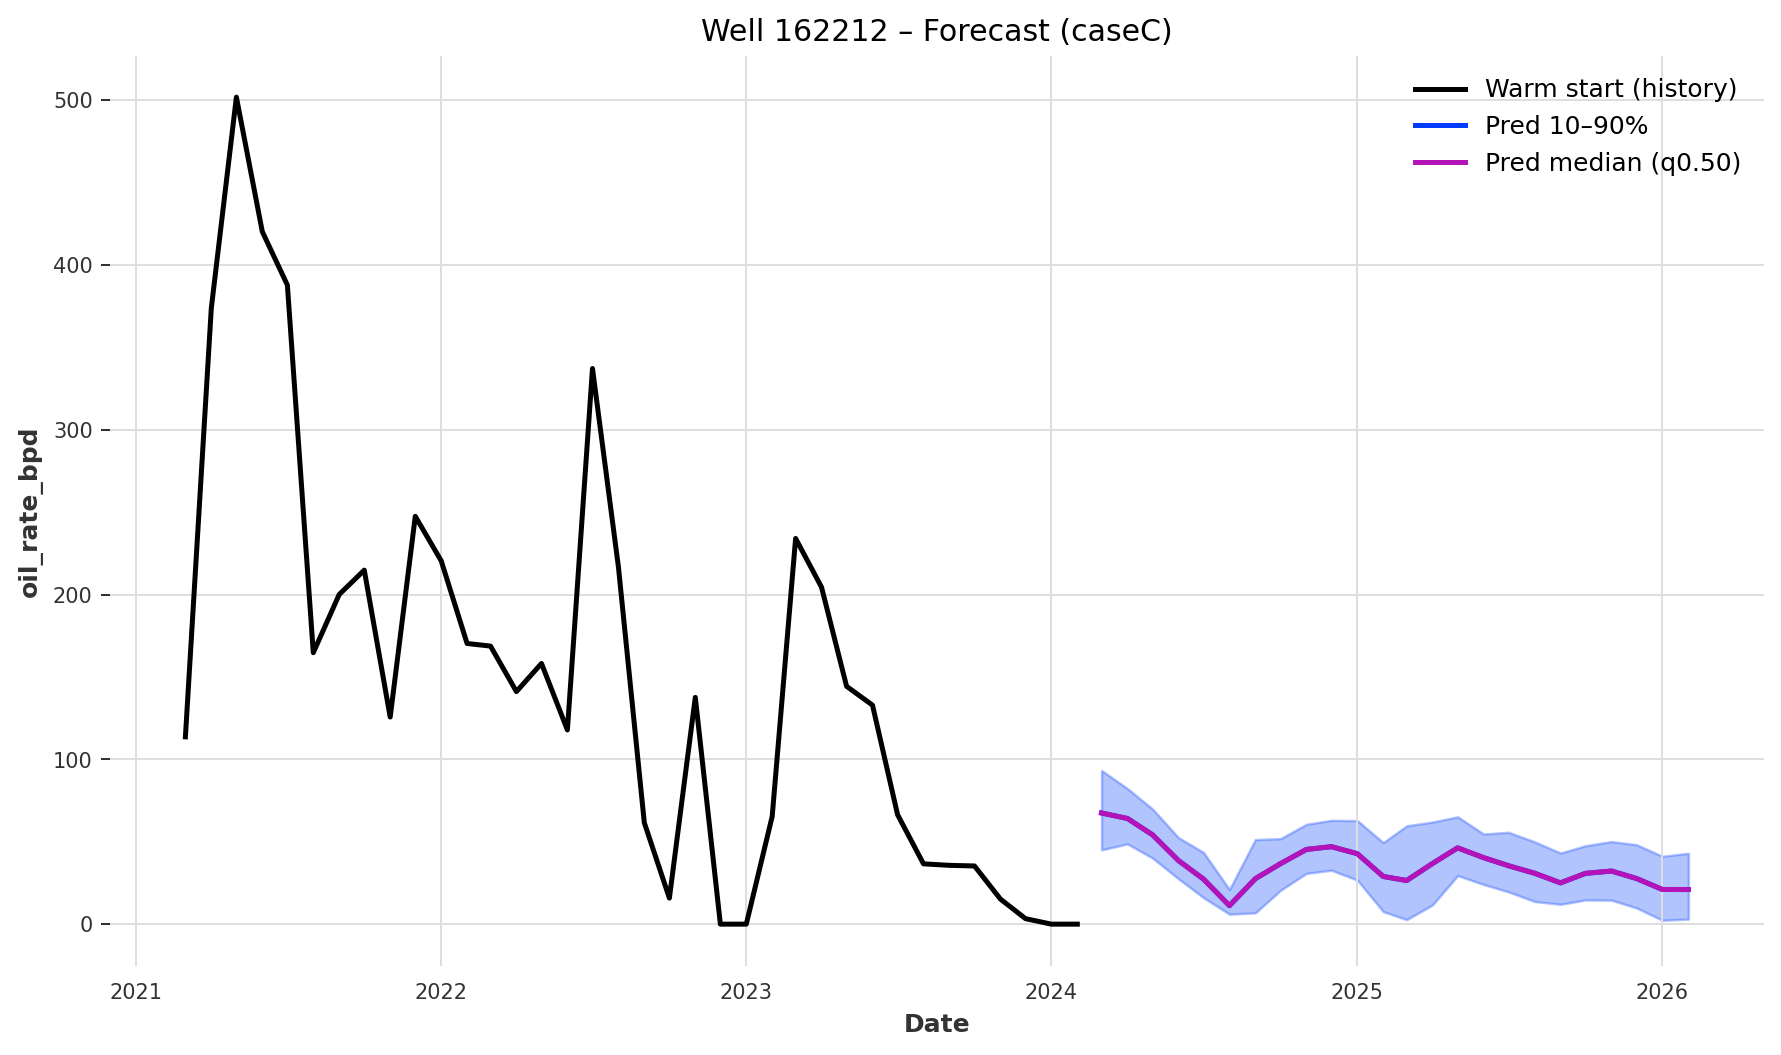 Well 162212 – Forecast (caseC)
Warm start (history)
Pred 10–90%
Pred median (q0.50)
oil_rate_bpd
500
400
300
200
100
0
2021 2022 2023 2024 2025 2026
Date